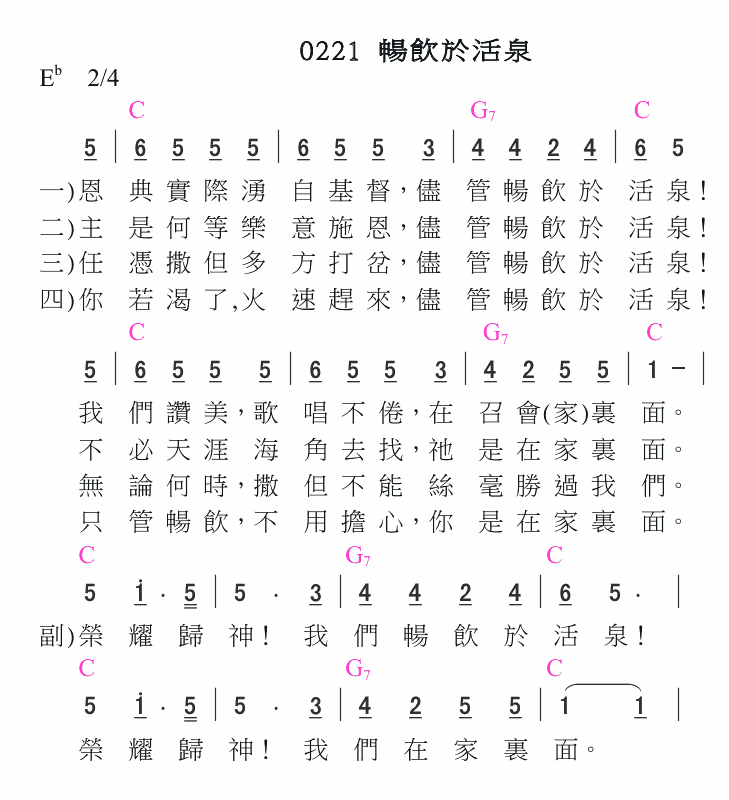 0221 暢飲於活泉
E♭ 2/4
C G7 C
5 | 6 5 5 5 | 6 5 5 3 | 4 4 2 4 | 6 5
一)恩典實際湧自基督，儘管暢飲於活泉！
二)主是何等樂意施恩，儘管暢飲於活泉！
三)任憑撒但多方打岔，儘管暢飲於活泉！
四)你若渴了,火速趕來，儘管暢飲於活泉！
C G7 C
5 | 6 5 5 5 | 6 5 5 3 | 4 2 5 5 | 1 - |
我們讚美，歌唱不倦，在召會(家)裏面。
不必天涯海角去找，祂是在家裏面。
無論何時，撒但不能絲毫勝過我們。
只管暢飲，不用擔心，你是在家裏面。
C G7 C
5 i · 5 | 5 · 3 | 4 4 2 4 | 6 5 · |
副)榮耀歸神！我們暢飲於活泉！
C G7 C
5 i · 5 | 5 · 3 | 4 2 5 5 | 1 1 |
榮耀歸神！我們在家裏面。